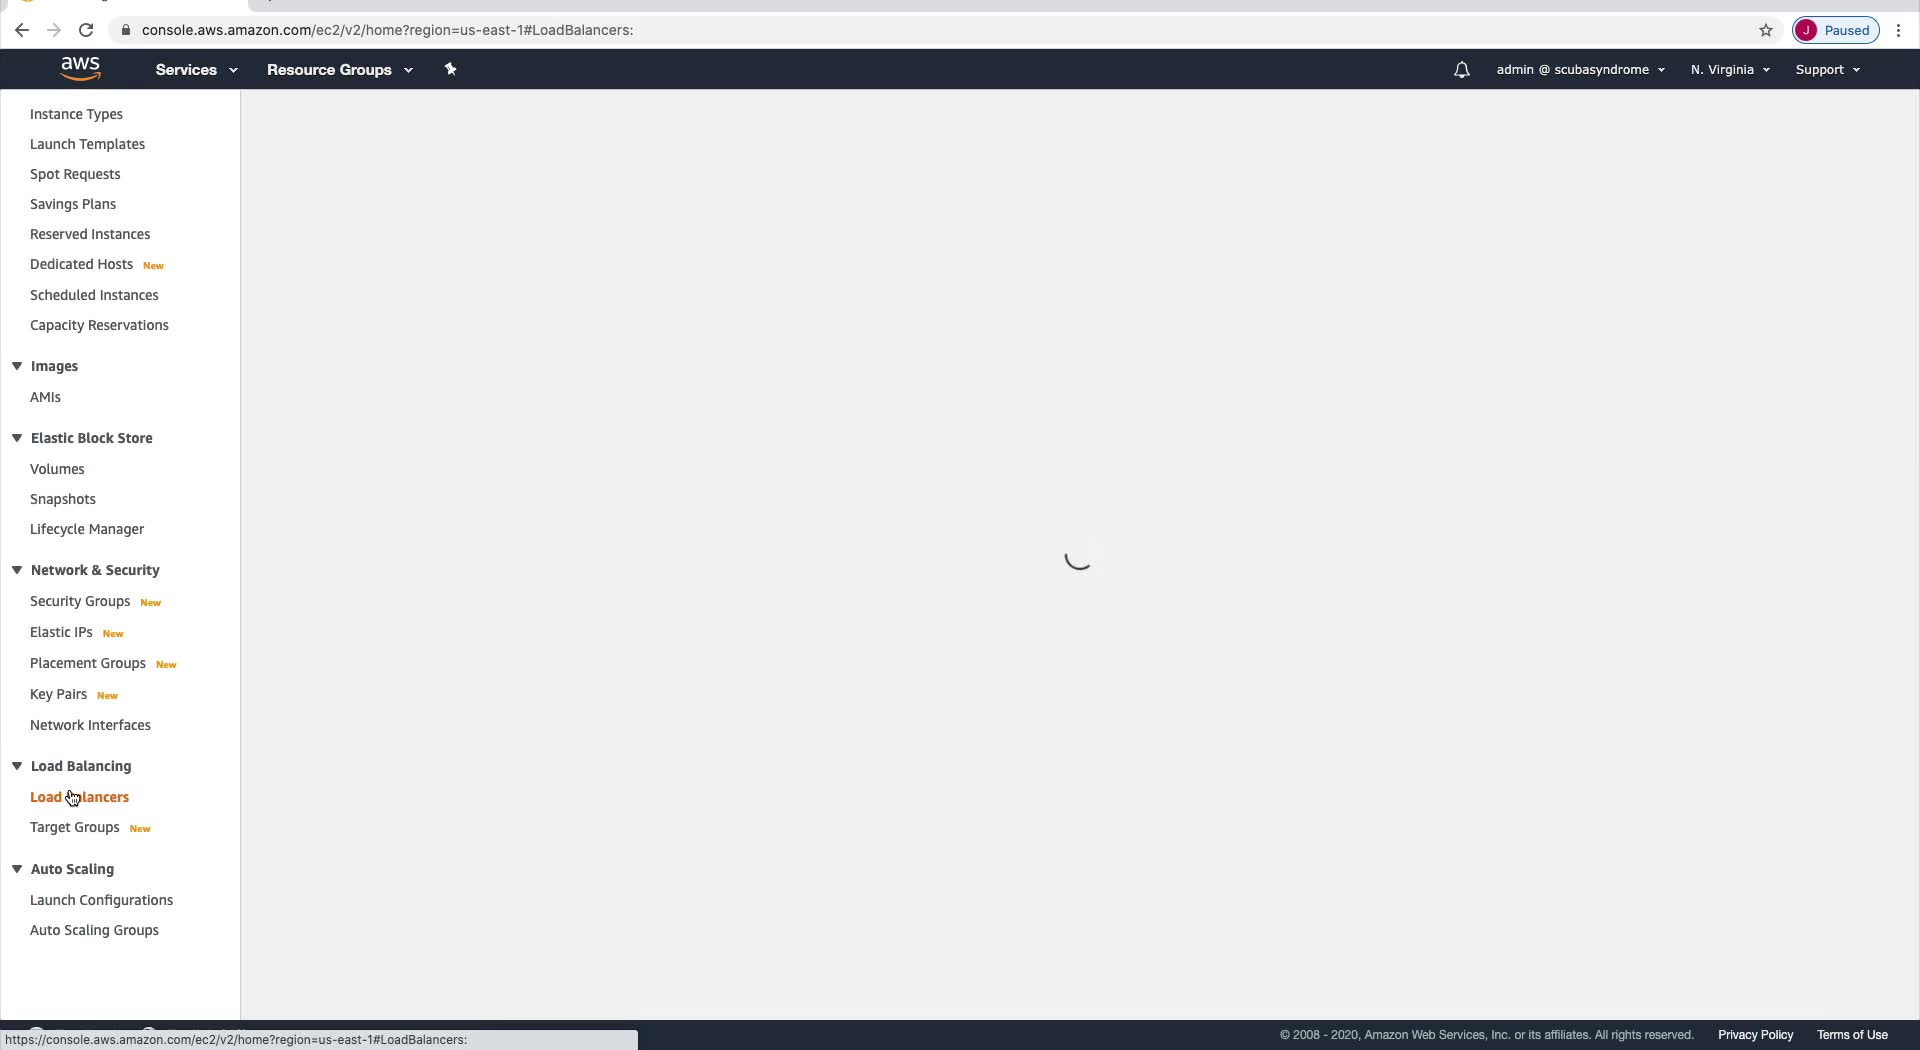 console.aws.amazon.com/ec2/v2/home?region=us-east-1#LoadBalancers:
J Paused
aws Services Resource Groups admin @ scubasyndrome N. Virginia Support
Instance Types
Launch Templates
Spot Requests
Savings Plans
Reserved Instances
Dedicated Hosts New
Scheduled Instances
Capacity Reservations
Images
AMIs
Elastic Block Store
Volumes
Snapshots
Lifecycle Manager
Network & Security
Security Groups New
Elastic IPs New
Placement Groups New
Key Pairs New
Network Interfaces
Load Balancing
Load Balancers
Target Groups New
Auto Scaling
Launch Configurations
Auto Scaling Groups
https://console.aws.amazon.com/ec2/v2/home?region=us-east-1#LoadBalancers:
© 2008 - 2020, Amazon Web Services, Inc. or its affiliates. All rights reserved. Privacy Policy Terms of Use